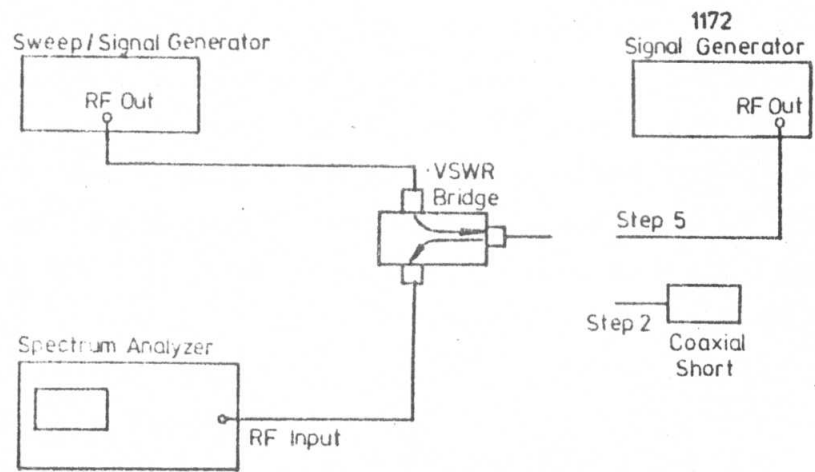 1172
Sweep/Signal Generator
Signal Generator
RF Out
RF Out
VSWR
Bridge
Step 5
Step 2
Coaxial
Short
Spectrum Analyzer
RF Input